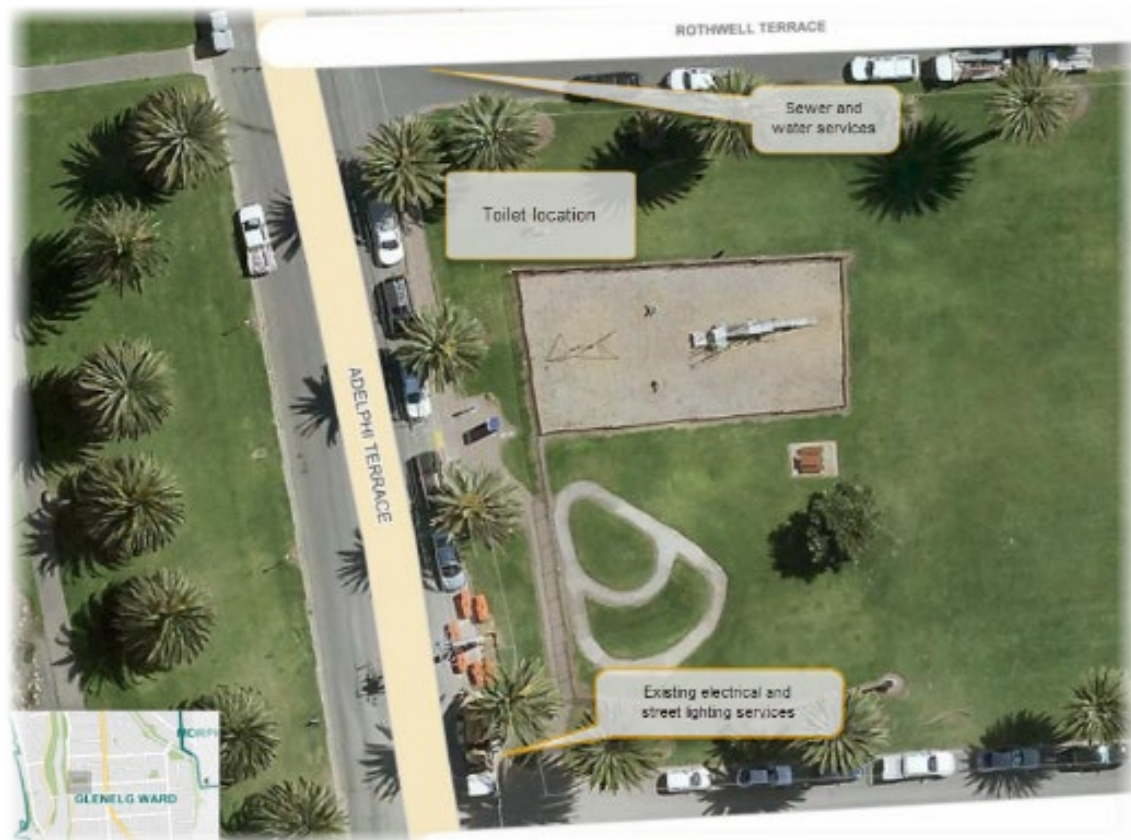 ROTHWELL TERRACE
Sewer and
water services
Toilet location
ADELPHI TERRACE
Existing electrical and
street lighting services
GLENELG WARD